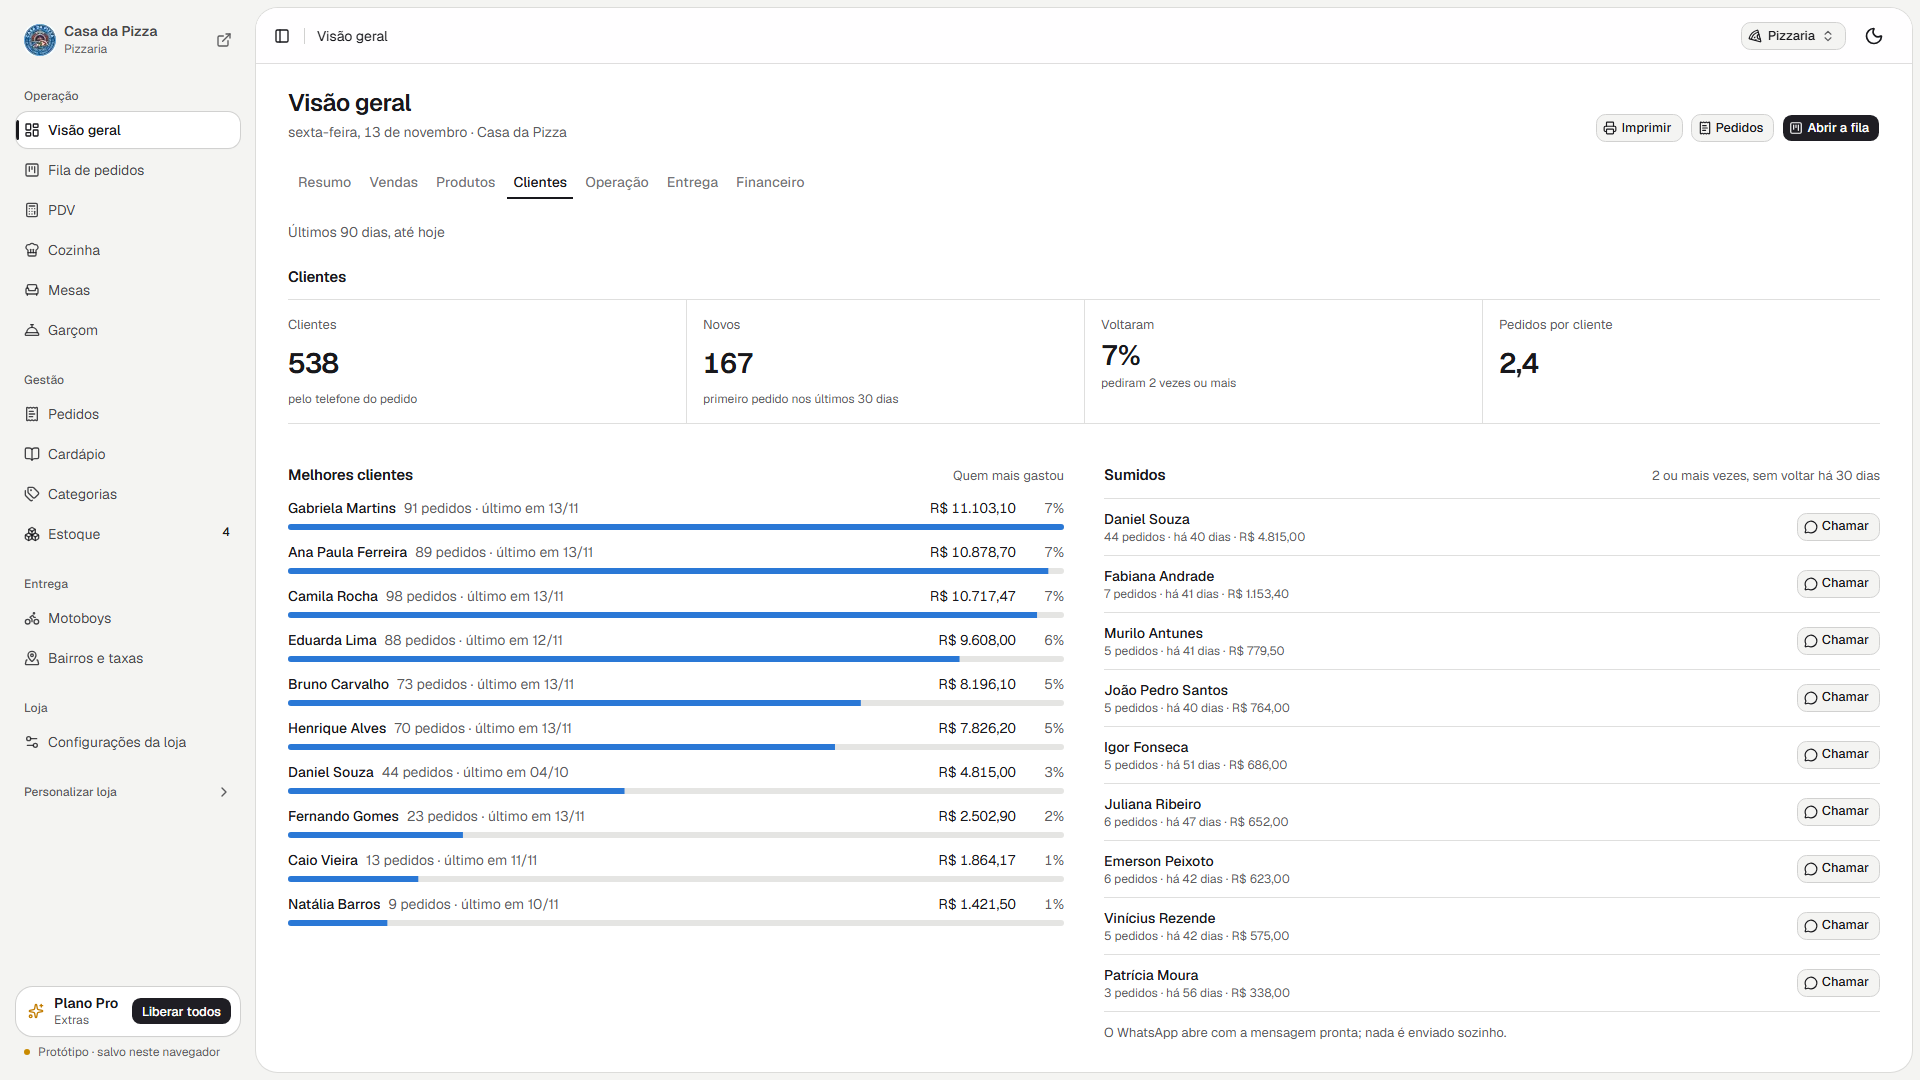 Casa da Pizza
Pizzaria
Operação
Visão geral
Fila de pedidos
PDV
Cozinha
Mesas
Garçom
Gestão
Pedidos
Cardápio
Categorias
Estoque 4
Entrega
Motoboys
Bairros e taxas
Loja
Configurações da loja
Personalizar loja
Plano Pro
Extras
Liberar todos
Protótipo · salvo neste navegador
Visão geral
Pizzaria
Visão geral
sexta-feira, 13 de novembro · Casa da Pizza
Imprimir
Pedidos
Abrir a fila
Resumo Vendas Produtos Clientes Operação Entrega Financeiro
Últimos 90 dias, até hoje
Clientes
Clientes
538
pelo telefone do pedido
Novos
167
primeiro pedido nos últimos 30 dias
Voltaram
7%
pediram 2 vezes ou mais
Pedidos por cliente
2,4
Melhores clientes Quem mais gastou
Gabriela Martins 91 pedidos · último em 13/11 R$ 11.103,10 7%
Ana Paula Ferreira 89 pedidos · último em 13/11 R$ 10.878,70 7%
Camila Rocha 98 pedidos · último em 13/11 R$ 10.717,47 7%
Eduarda Lima 88 pedidos · último em 12/11 R$ 9.608,00 6%
Bruno Carvalho 73 pedidos · último em 13/11 R$ 8.196,10 5%
Henrique Alves 70 pedidos · último em 13/11 R$ 7.826,20 5%
Daniel Souza 44 pedidos · último em 04/10 R$ 4.815,00 3%
Fernando Gomes 23 pedidos · último em 13/11 R$ 2.502,90 2%
Caio Vieira 13 pedidos · último em 11/11 R$ 1.864,17 1%
Natália Barros 9 pedidos · último em 10/11 R$ 1.421,50 1%
Sumidos 2 ou mais vezes, sem voltar há 30 dias
Daniel Souza
44 pedidos · há 40 dias · R$ 4.815,00
Chamar
Fabiana Andrade
7 pedidos · há 41 dias · R$ 1.153,40
Chamar
Murilo Antunes
5 pedidos · há 41 dias · R$ 779,50
Chamar
João Pedro Santos
5 pedidos · há 40 dias · R$ 764,00
Chamar
Igor Fonseca
5 pedidos · há 51 dias · R$ 686,00
Chamar
Juliana Ribeiro
6 pedidos · há 47 dias · R$ 652,00
Chamar
Emerson Peixoto
6 pedidos · há 42 dias · R$ 623,00
Chamar
Vinícius Rezende
5 pedidos · há 42 dias · R$ 575,00
Chamar
Patrícia Moura
3 pedidos · há 56 dias · R$ 338,00
Chamar
O WhatsApp abre com a mensagem pronta; nada é enviado sozinho.